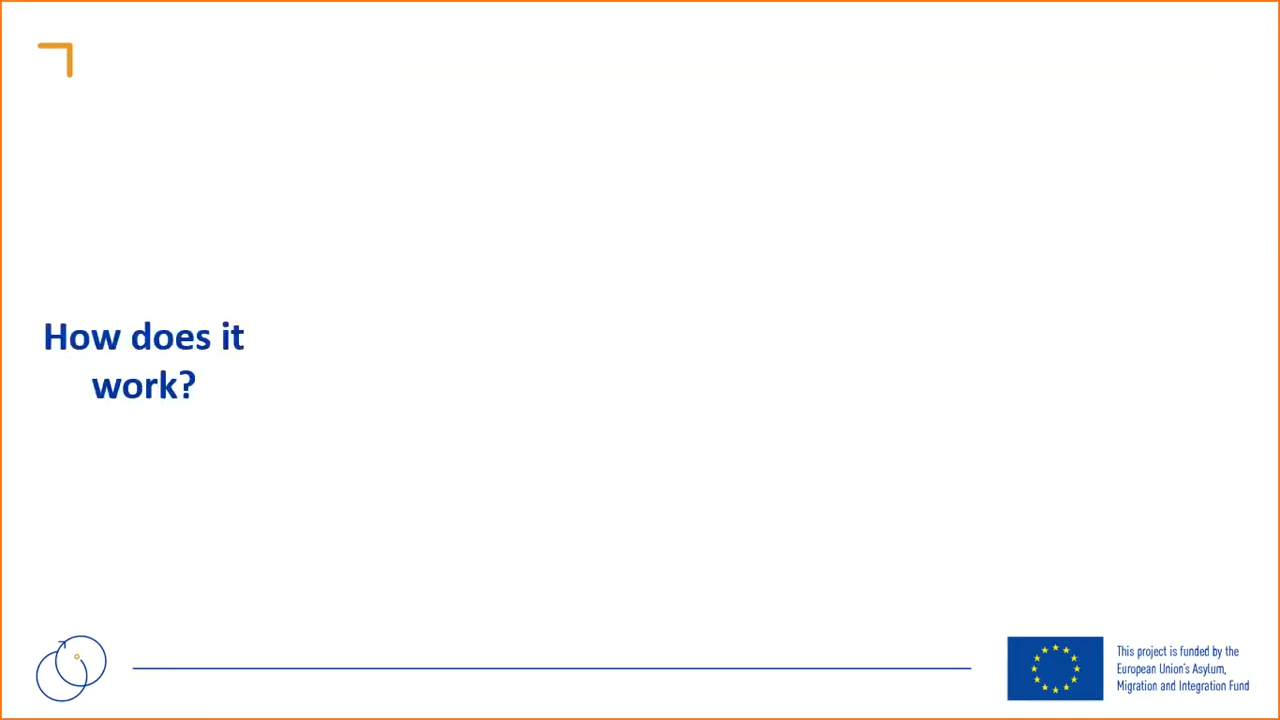 How does it
work?
This project is funded by the
European Union's Asylum,
Migration and Integration Fund